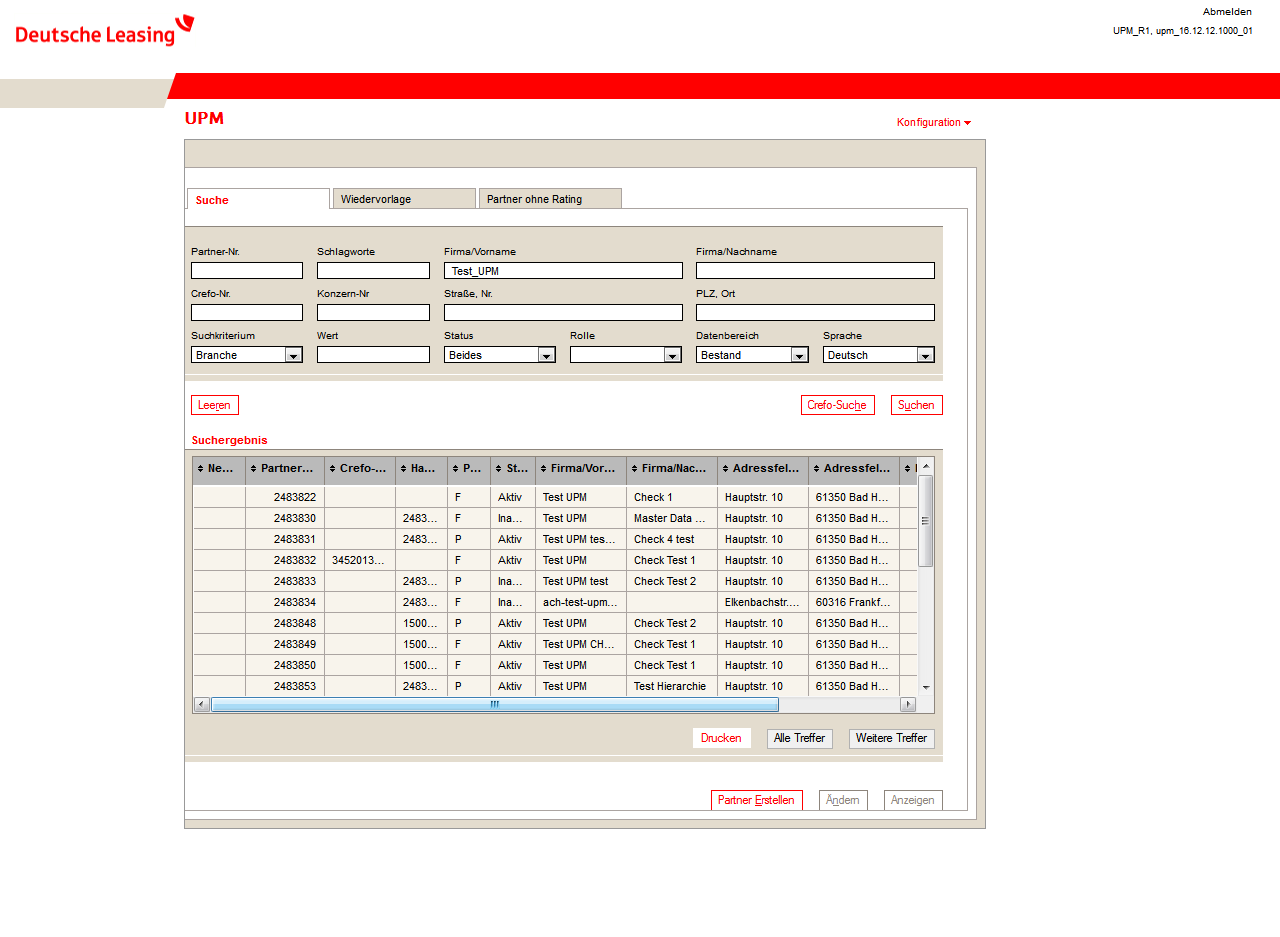 Deutsche Leasing
Abmelden
UPM_R1, upm_16.12.12.1000_01
UPM
Konfiguration
Suche Wiedervorlage Partner ohne Rating
Partner-Nr. Schlagworte Firma/Vorname Firma/Nachname
Test_UPM
Crefo-Nr. Konzern-Nr Straße, Nr. PLZ, Ort
Suchkriterium Wert Status Rolle Datenbereich Sprache
Branche Beides Bestand Deutsch
Leeren Crefo-Suche Suchen
Suchergebnis
Ne... Partner... Crefo-... Ha... P... St... Firma/Vor... Firma/Nac... Adressfel... Adressfel...
2483822 F Aktiv Test UPM Check 1 Hauptstr. 10 61350 Bad H...
2483830 2483... F Ina... Test UPM Master Data ... Hauptstr. 10 61350 Bad H...
2483831 2483... P Aktiv Test UPM tes... Check 4 test Hauptstr. 10 61350 Bad H...
2483832 3452013... F Aktiv Test UPM Check Test 1 Hauptstr. 10 61350 Bad H...
2483833 2483... P Ina... Test UPM test Check Test 2 Hauptstr. 10 61350 Bad H...
2483834 2483... F Ina... ach-test-upm... Elkenbachstr.... 60316 Frankf...
2483848 1500... P Aktiv Test UPM Check Test 2 Hauptstr. 10 61350 Bad H...
2483849 1500... F Aktiv Test UPM CH... Check Test 1 Hauptstr. 10 61350 Bad H...
2483850 1500... F Aktiv Test UPM Check Test 1 Hauptstr. 10 61350 Bad H...
2483853 2483... P Aktiv Test UPM Test Hierarchie Hauptstr. 10 61350 Bad H...
Drucken Alle Treffer Weitere Treffer
Partner Erstellen Ändern Anzeigen